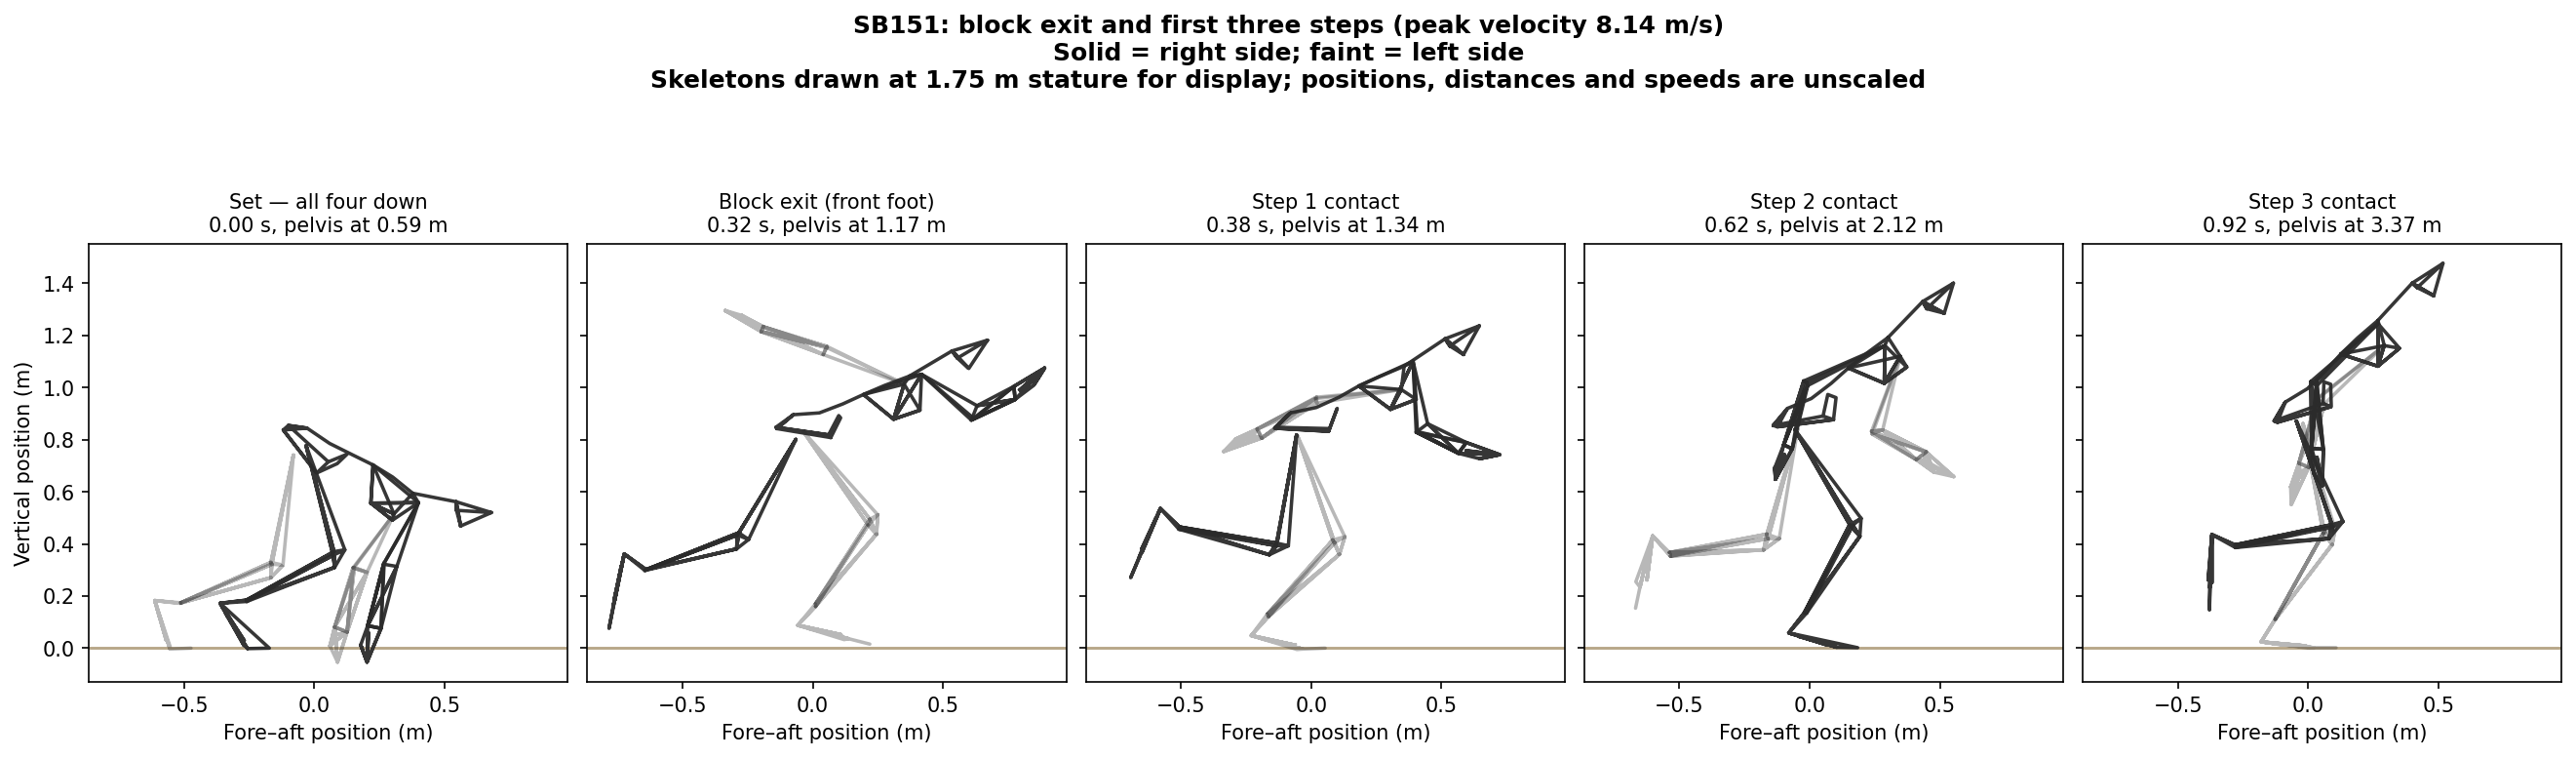 SB151: block exit and first three steps (peak velocity 8.14 m/s)
Solid = right side; faint = left side
Skeletons drawn at 1.75 m stature for display; positions, distances and speeds are unscaled
Set — all four down
0.00 s, pelvis at 0.59 m
Block exit (front foot)
0.32 s, pelvis at 1.17 m
Step 1 contact
0.38 s, pelvis at 1.34 m
Step 2 contact
0.62 s, pelvis at 2.12 m
Step 3 contact
0.92 s, pelvis at 3.37 m
Vertical position (m)
1.4
1.2
1.0
0.8
0.6
0.4
0.2
0.0
−0.5 0.0 0.5
−0.5 0.0 0.5
−0.5 0.0 0.5
−0.5 0.0 0.5
−0.5 0.0 0.5
Fore–aft position (m)
Fore–aft position (m)
Fore–aft position (m)
Fore–aft position (m)
Fore–aft position (m)